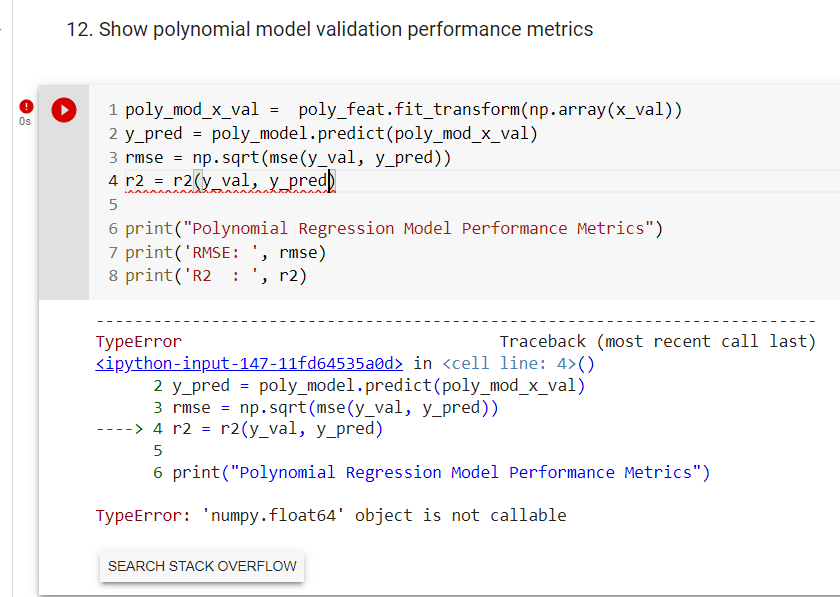 12. Show polynomial model validation performance metrics
0s
1 poly_mod_x_val =  poly_feat.fit_transform(np.array(x_val))
2 y_pred = poly_model.predict(poly_mod_x_val)
3 rmse = np.sqrt(mse(y_val, y_pred))
4 r2 = r2(y_val, y_pred)
5
6 print("Polynomial Regression Model Performance Metrics")
7 print('RMSE: ', rmse)
8 print('R2  : ', r2)
---------------------------------------------------------------------------
TypeError                                 Traceback (most recent call last)
<ipython-input-147-11fd64535a0d> in <cell line: 4>()
      2 y_pred = poly_model.predict(poly_mod_x_val)
      3 rmse = np.sqrt(mse(y_val, y_pred))
----> 4 r2 = r2(y_val, y_pred)
      5
      6 print("Polynomial Regression Model Performance Metrics")
TypeError: 'numpy.float64' object is not callable
SEARCH STACK OVERFLOW